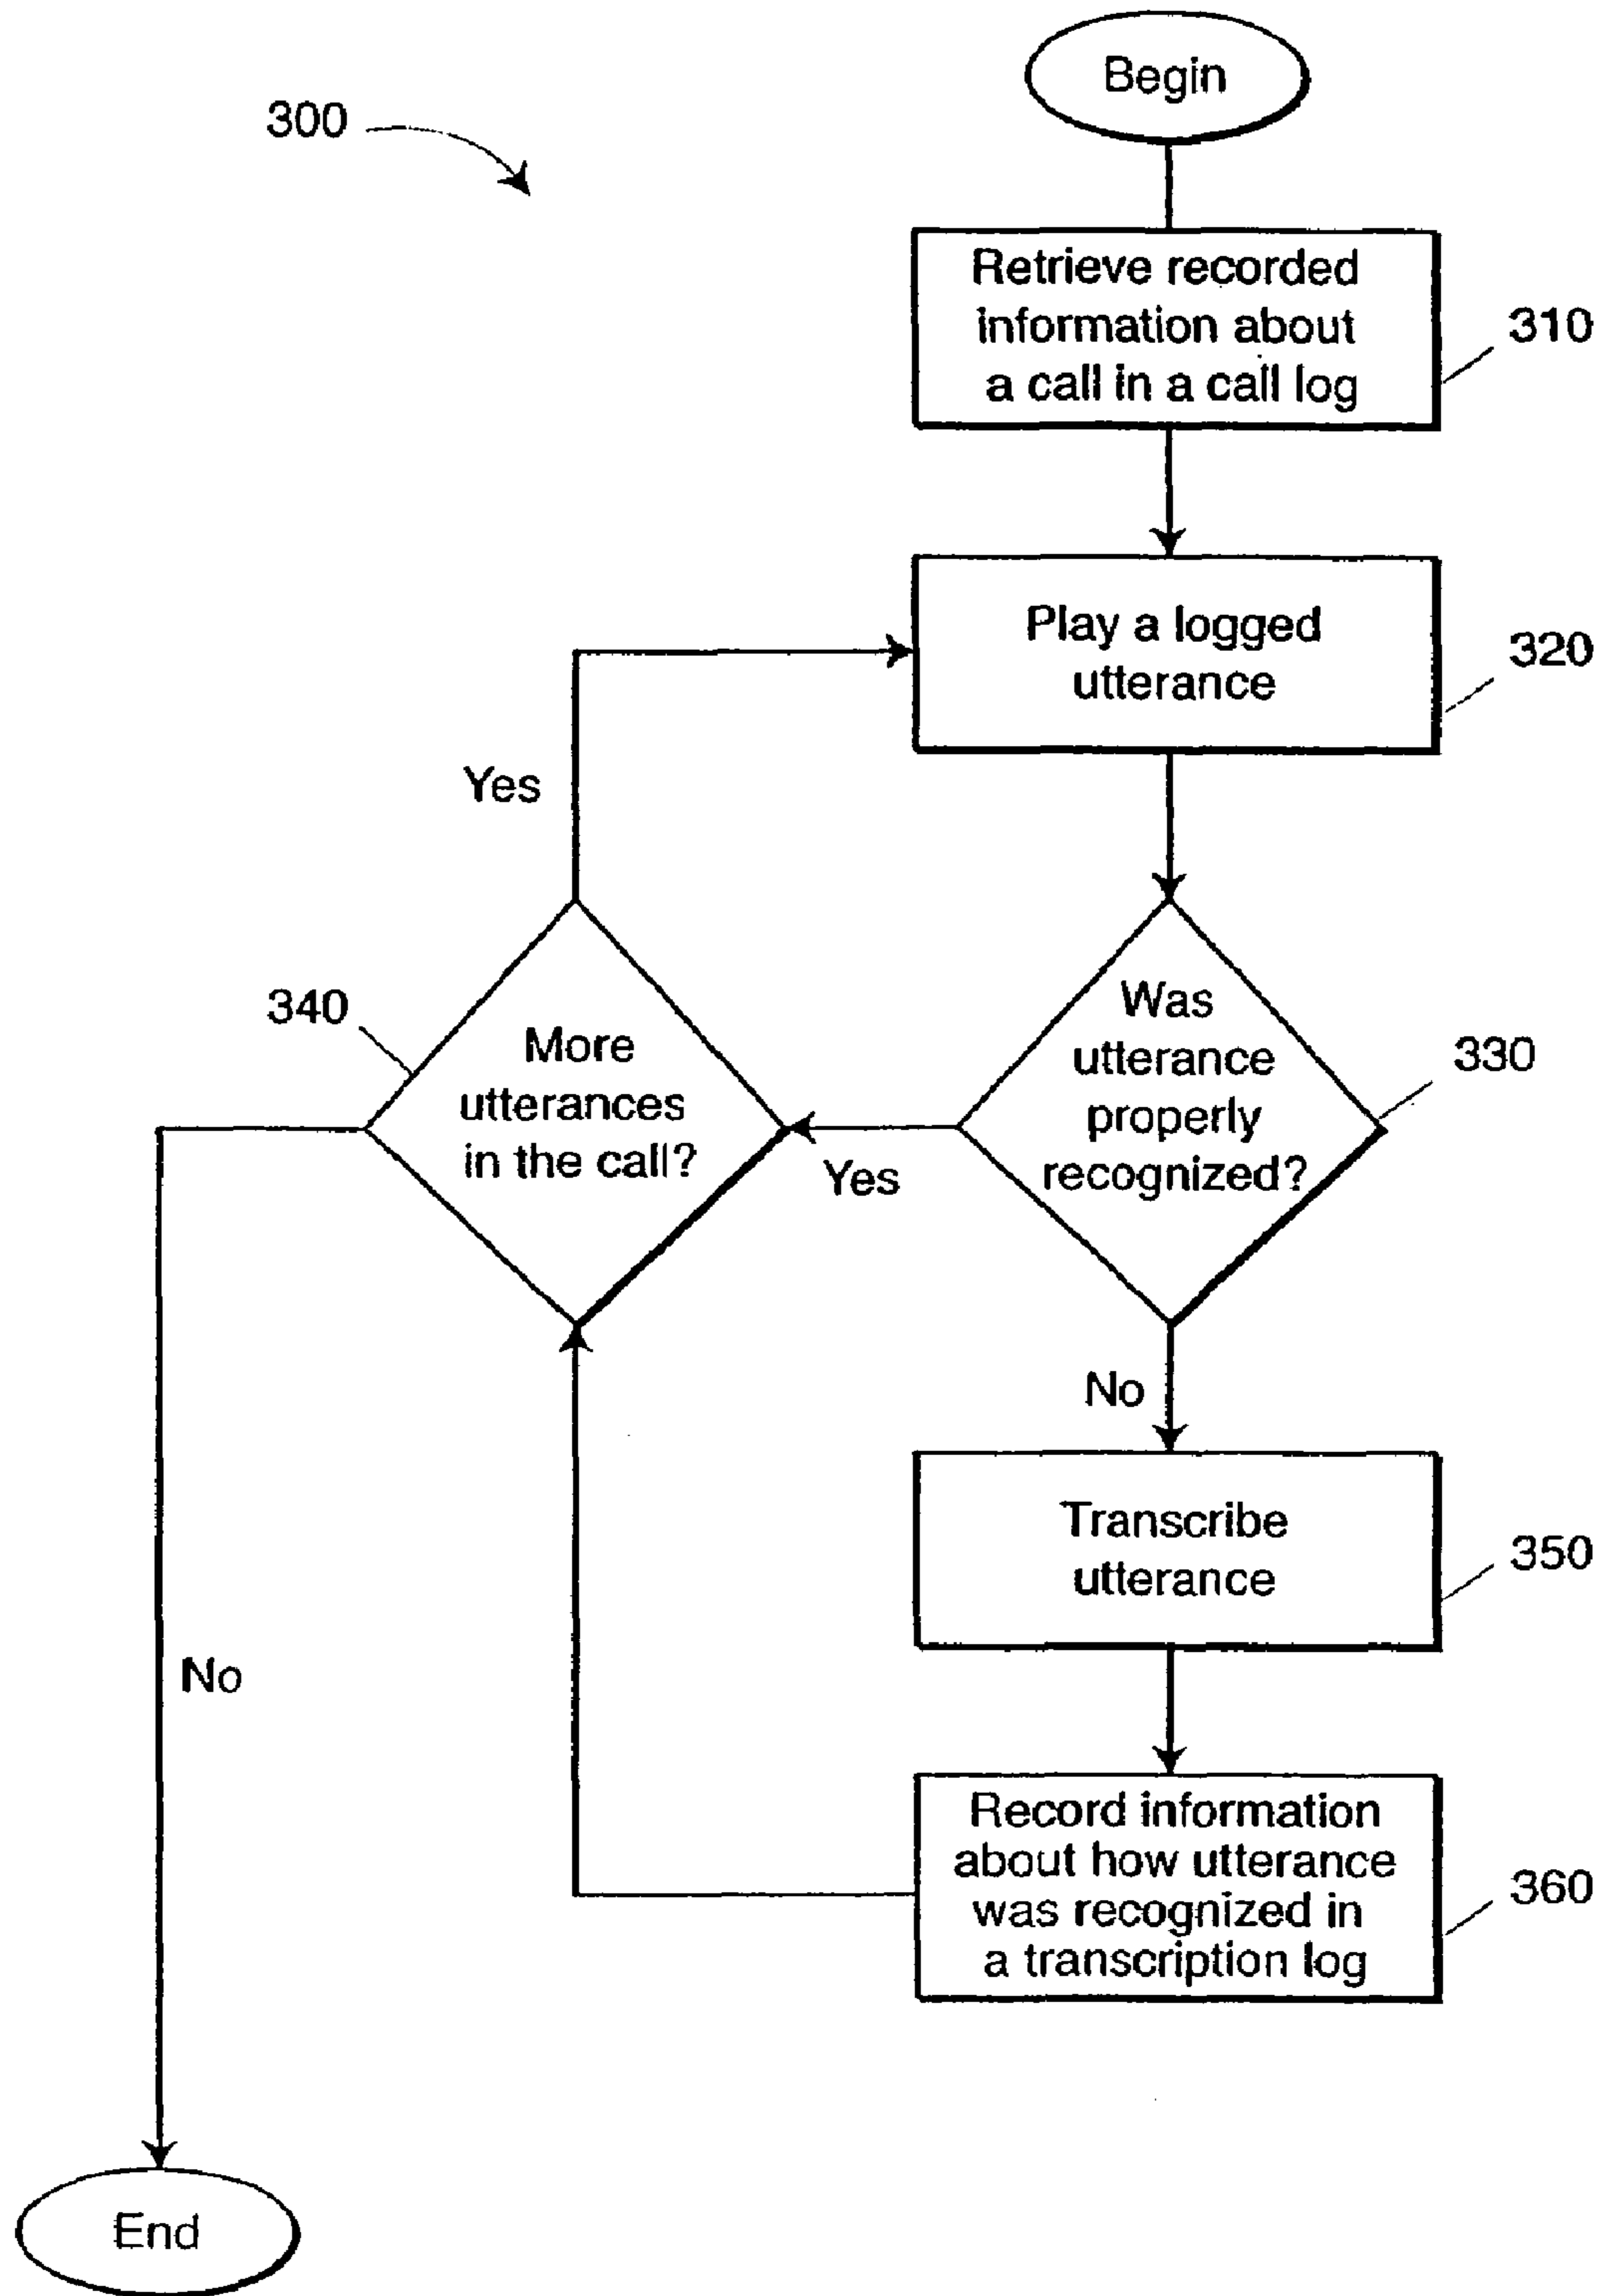 Begin
300
Retrieve recorded
information about
a call in a call log
310
Play a logged
utterance
320
Yes
340
More
utterances
in the call?
Was
utterance
properly
recognized?
330
Yes
No
Transcribe
utterance
350
No
Record information
about how utterance
was recognized in
a transcription log
360
End